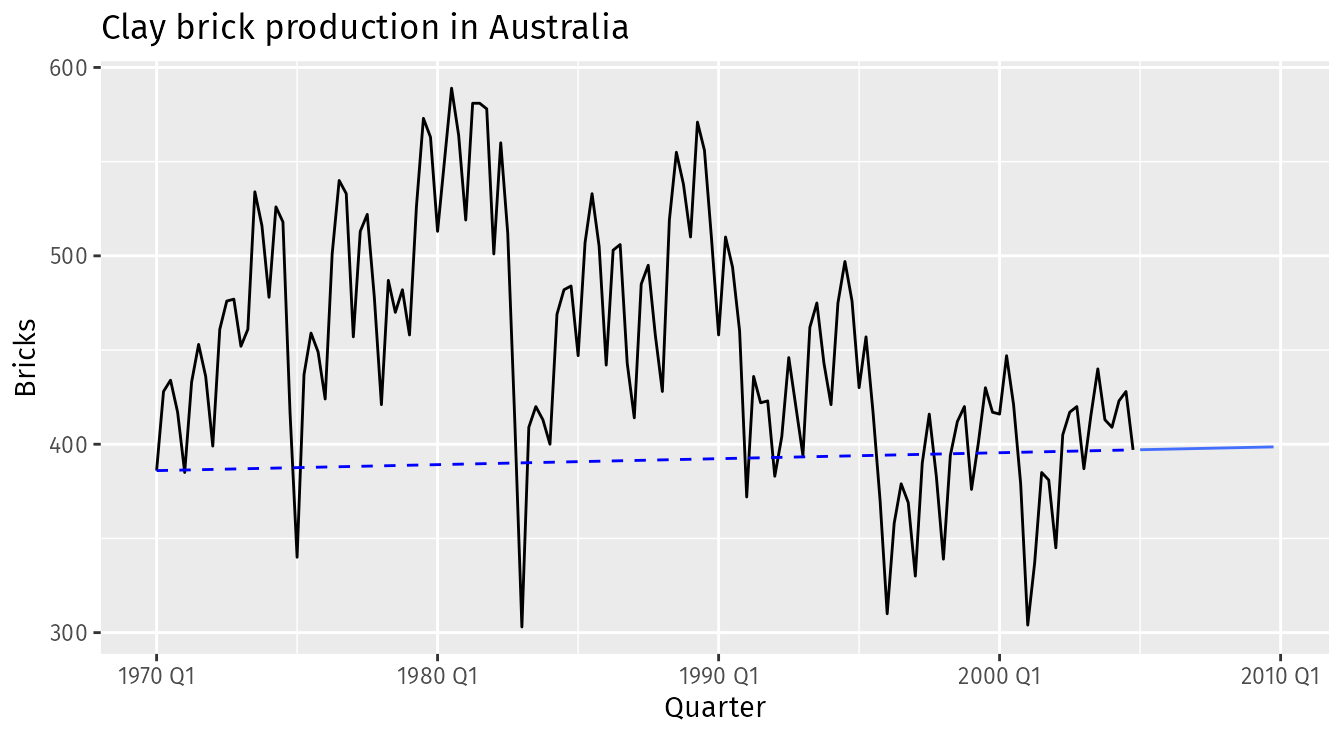 Clay brick production in Australia
600
500
400
300
Bricks
1970 Q1
1980 Q1
1990 Q1
2000 Q1
2010 Q1
Quarter